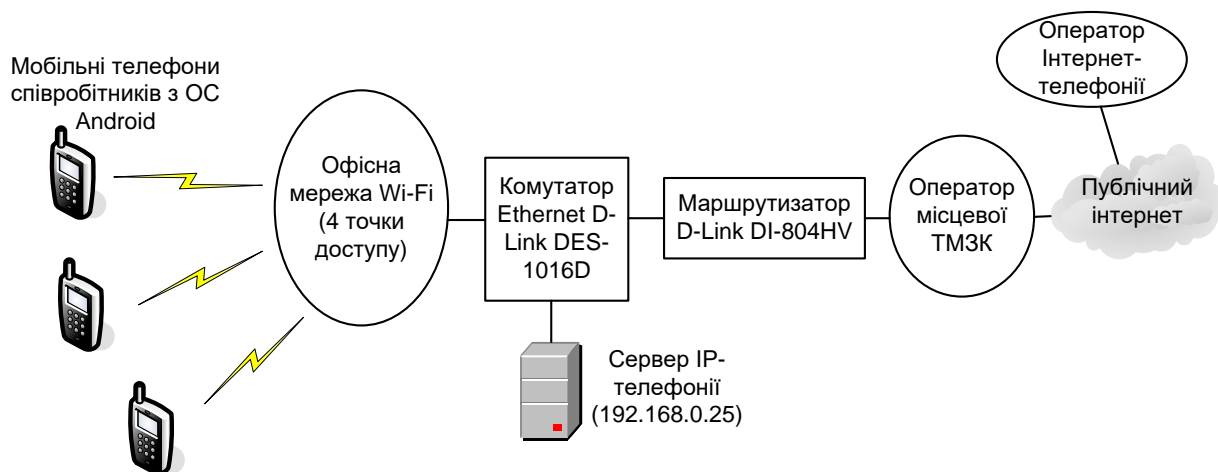 Мобільні телефони
співробітників з ОС
Android
Офісна
мережа Wi-Fi
(4 точки
доступу)
Комутатор
Ethernet D-
Link DES-
1016D
Сервер IP-
телефонії
(192.168.0.25)
Маршрутизатор
D-Link DI-804HV
Оператор
місцевої
ТМЗК
Оператор
Інтернет-
телефонії
Публічний
інтернет